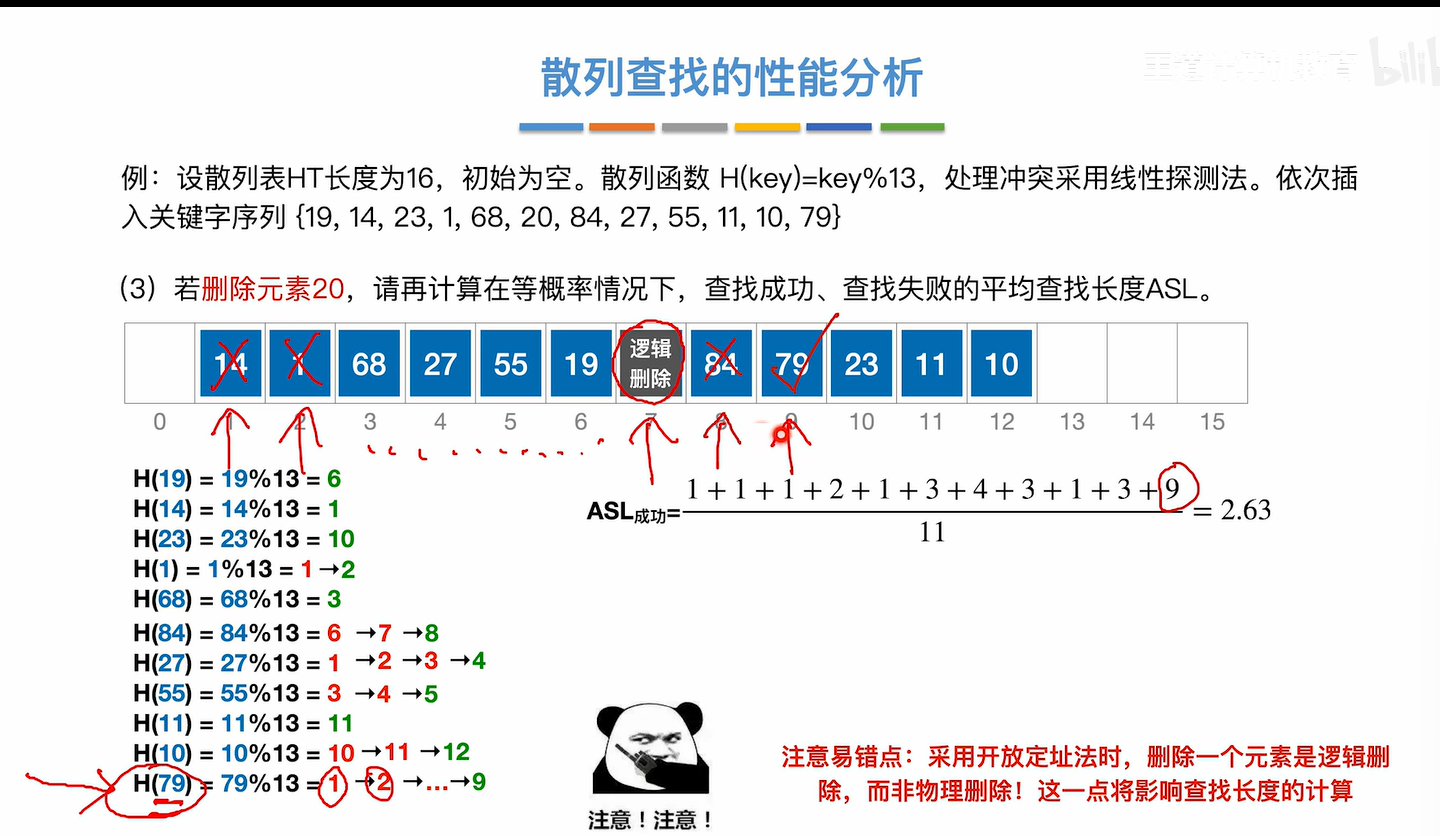 散列查找的性能分析
例：设散列表HT长度为16，初始为空。散列函数 H(key)=key%13，处理冲突采用线性探测法。依次插
入关键字序列 {19, 14, 23, 1, 68, 20, 84, 27, 55, 11, 10, 79}
（3）若删除元素20，请再计算在等概率情况下，查找成功、查找失败的平均查找长度ASL。
14 1 68 27 55 19 逻辑删除 84 79 23 11 10
0 1 2 3 4 5 6 7 8 9 10 11 12 13 14 15
H(19) = 19%13 = 6
H(14) = 14%13 = 1
H(23) = 23%13 = 10
H(1) = 1%13 = 1 →2
H(68) = 68%13 = 3
H(84) = 84%13 = 6 →7 →8
H(27) = 27%13 = 1 →2 →3 →4
H(55) = 55%13 = 3 →4 →5
H(11) = 11%13 = 11
H(10) = 10%13 = 10 →11 →12
H(79) = 79%13 = 1 →2 →...→9
1 + 1 + 1 + 2 + 1 + 3 + 4 + 3 + 1 + 3 + 9
ASL成功= = 2.63
11
注意！注意！
注意易错点：采用开放定址法时，删除一个元素是逻辑删
除，而非物理删除！这一点将影响查找长度的计算